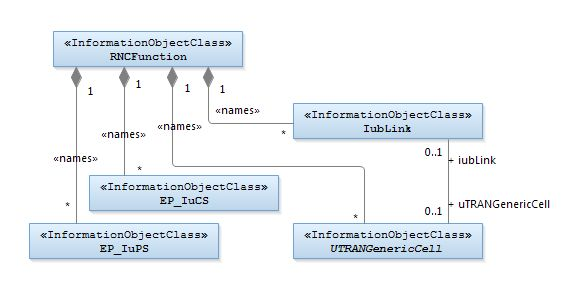 «InformationObjectClass»
RNCFunction
1
1
1
1
«names»
«names»
«names»
«names»
*
«InformationObjectClass»
IubLink
0..1
+ iubLink
*
«InformationObjectClass»
EP_IuCS
+ uTRANGenericCell
0..1
*
*
«InformationObjectClass»
EP_IuPS
«InformationObjectClass»
UTRANGenericCell